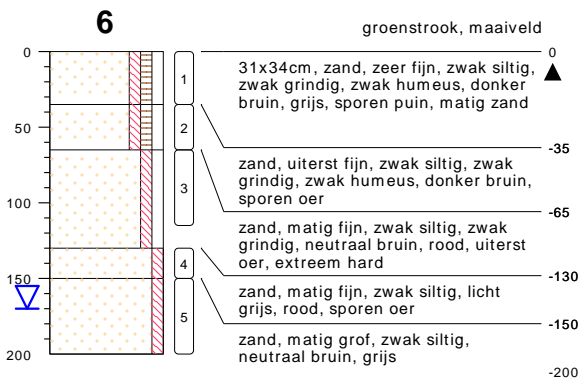 6
groenstrook, maaiveld
0
0
31x34cm, zand, zeer fijn, zwak siltig,
zwak grindig, zwak humeus, donker
bruin, grijs, sporen puin, matig zand
1
-35
50
2
zand, uiterst fijn, zwak siltig, zwak
grindig, zwak humeus, donker bruin,
sporen oer
3
-65
100
zand, matig fijn, zwak siltig, zwak
grindig, neutraal bruin, rood, uiterst
oer, extreem hard
4
-130
150
zand, matig fijn, zwak siltig, licht
grijs, rood, sporen oer
5
-150
zand, matig grof, zwak siltig,
neutraal bruin, grijs
200
-200